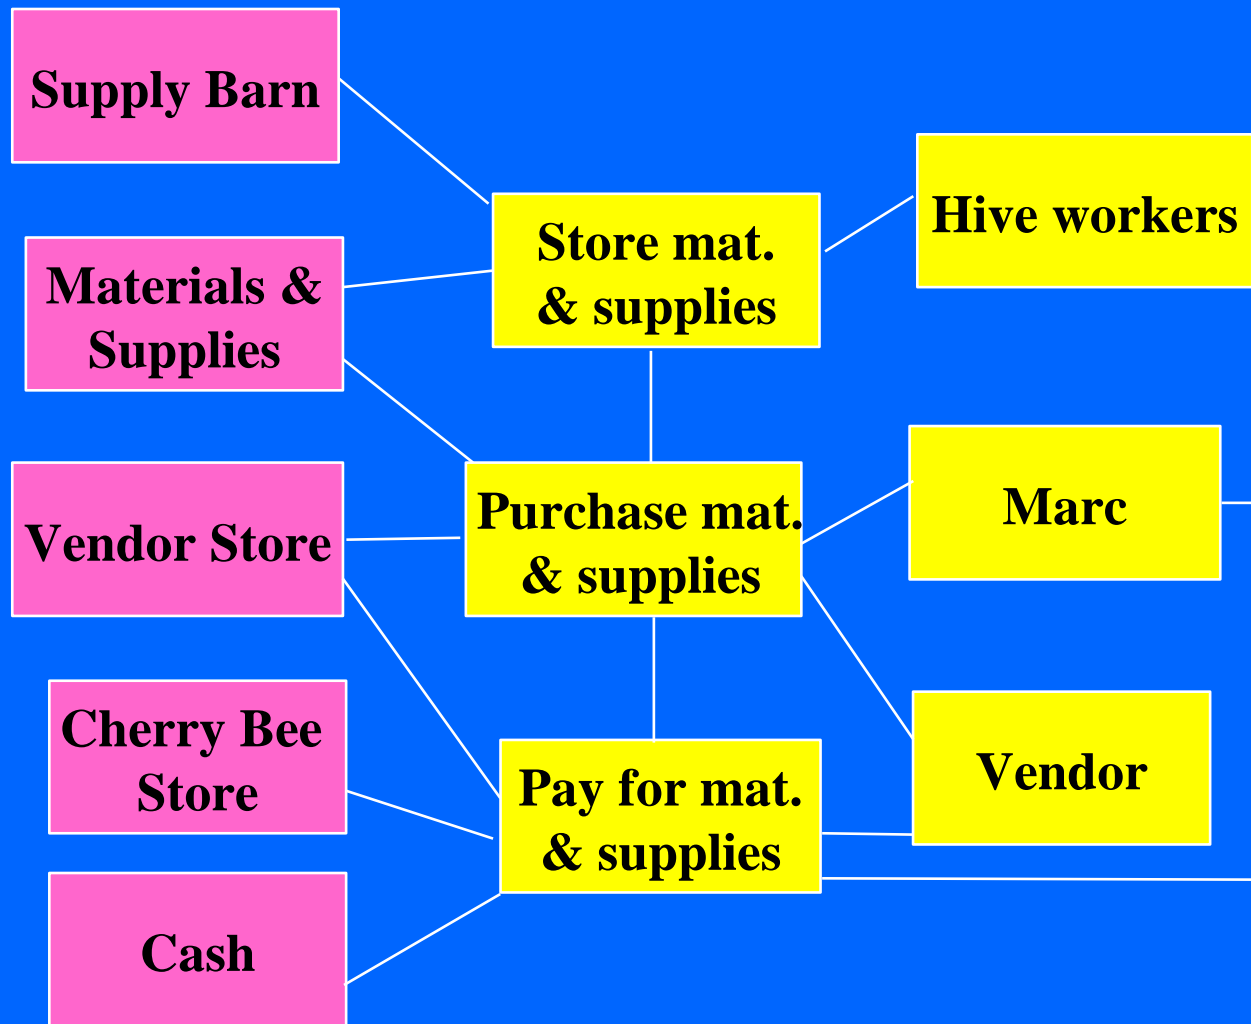 Supply Barn
Materials &
Supplies
Vendor Store
Cherry Bee
Store
Cash
Store mat.
& supplies
Purchase mat.
& supplies
Pay for mat.
& supplies
Hive workers
Marc
Vendor